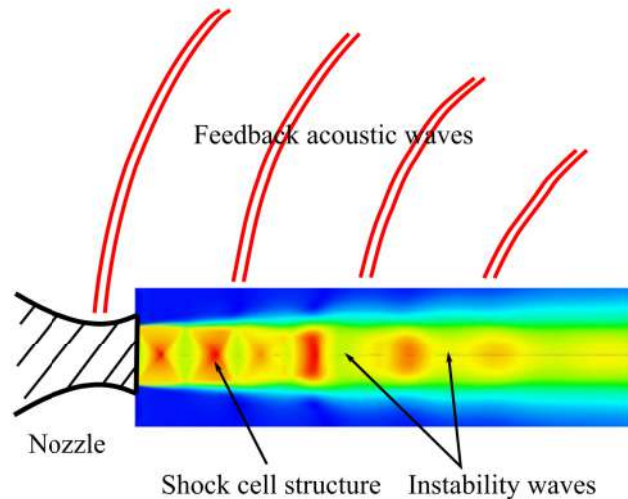 Feedback acoustic waves
Nozzle
Shock cell structure
Instability waves